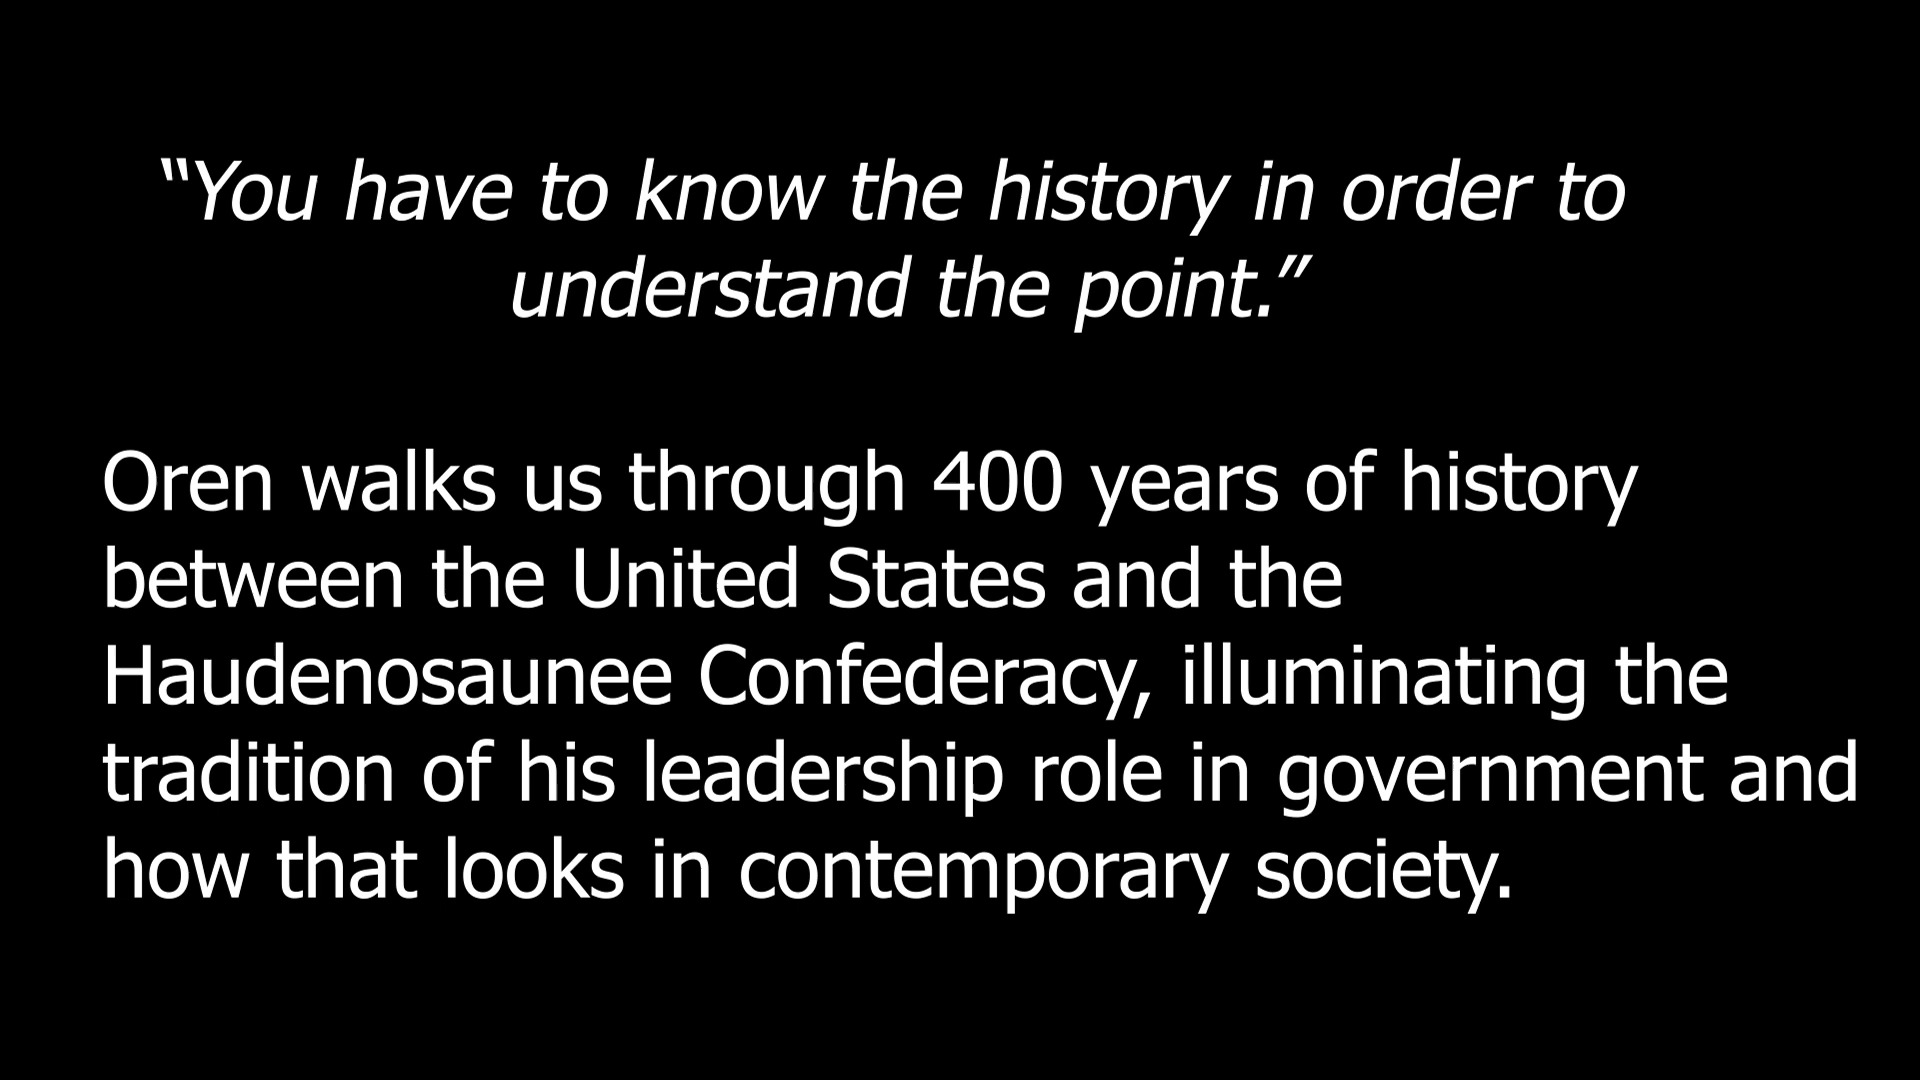 “You have to know the history in order to
understand the point.”
Oren walks us through 400 years of history
between the United States and the
Haudenosaunee Confederacy, illuminating the
tradition of his leadership role in government and
how that looks in contemporary society.